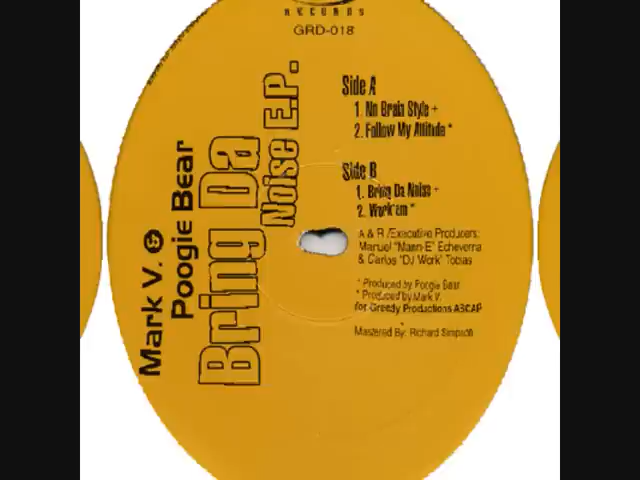 RECORDS
GRD-018
Mark V. &
Poogie Bear
Bring Da
Noise E.P.
Side A
1. No Brain Style +
2. Follow My Attitude *
Side B
1. Bring Da Noise +
2. Work'em *
A & R /Executive Producers:
Manuel "Mann-E" Echeverria
& Carlos "DJ Work" Tobias
* Produced by Poogie Bear
+ Produced by Mark V.
for Greedy Productions ASCAP
Mastered By: Richard Simpson